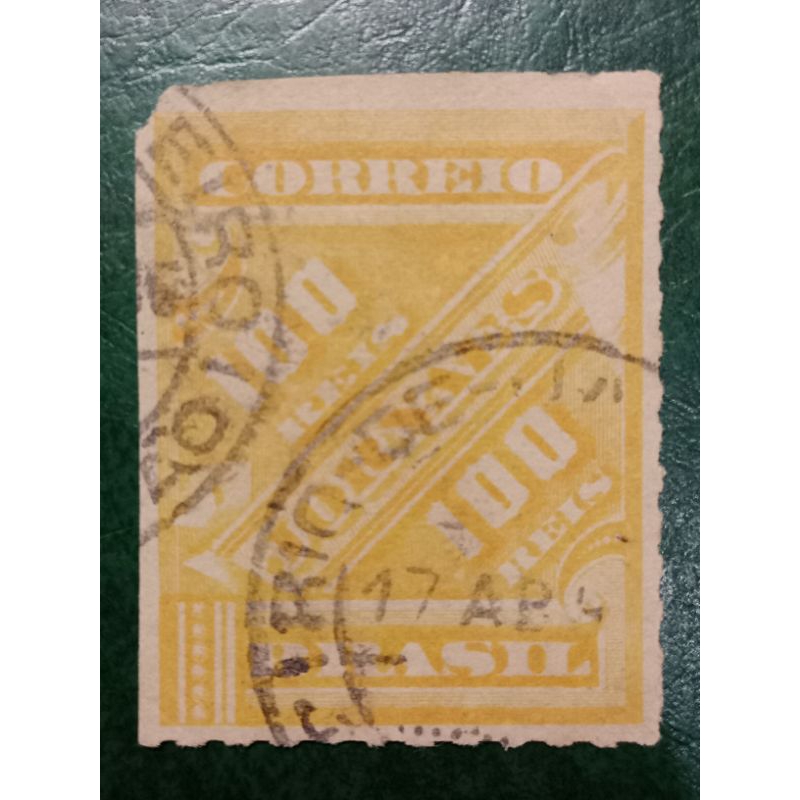 CORREIO
100
REIS
JORNAES
100
REIS
17 AB
BRASIL